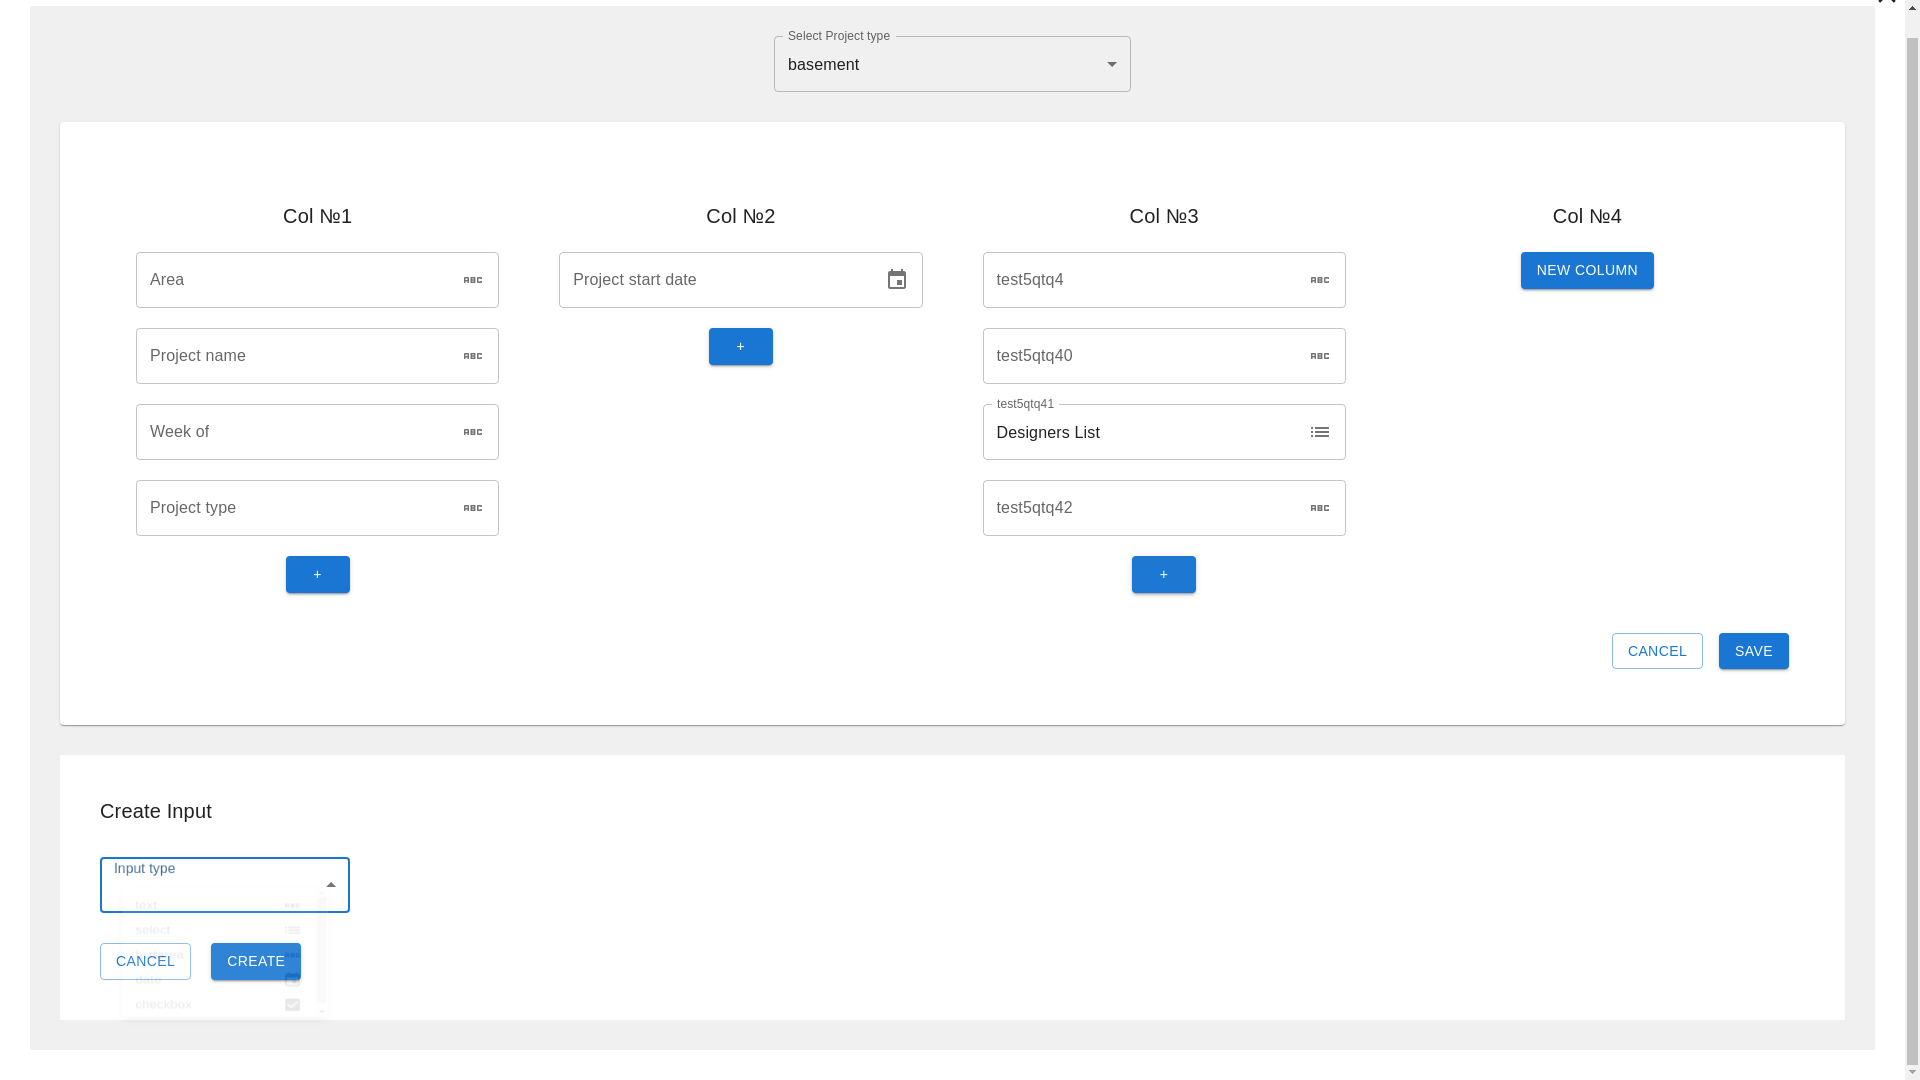 Select Project type
basement
Col №1
Col №2
Col №3
Col №4
Area
ABC
Project start date
test5qtq4
ABC
NEW COLUMN
Project name
ABC
+
test5qtq40
ABC
Week of
ABC
test5qtq41
Designers List
Project type
ABC
test5qtq42
ABC
+
+
CANCEL
SAVE
Create Input
Input type
text
ABC
select
CANCEL
CREATE
date
checkbox